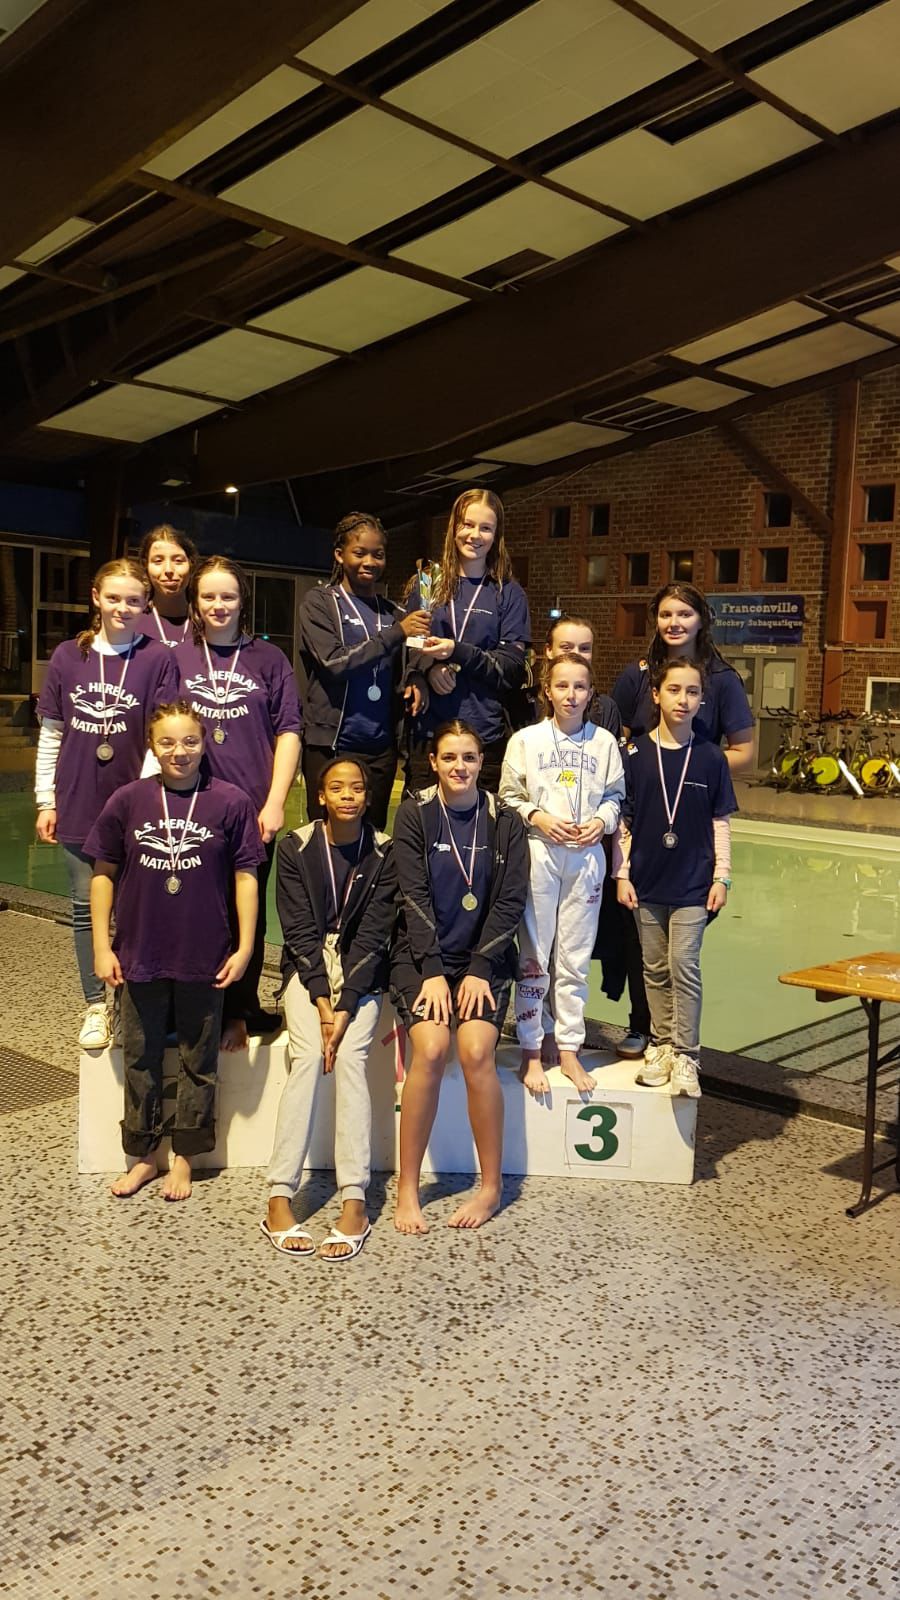 Franconville
Hockey Subaquatique
A.S. HERBLAY
NATATION
A.S. HERBLAY
NATATION
A.S. HERBLAY
NATATION
LAKERS
3